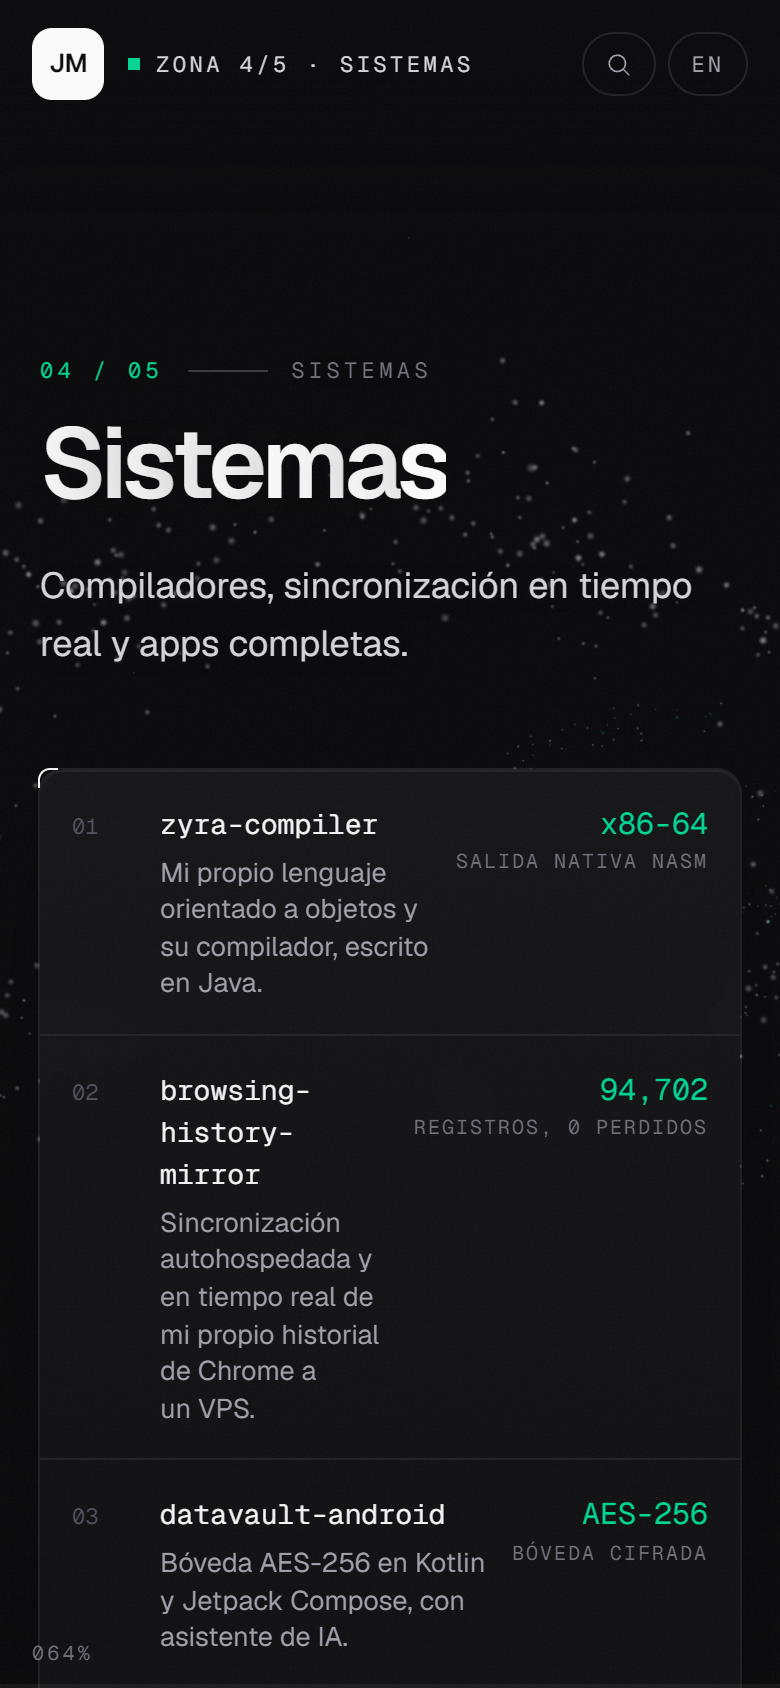 JM
ZONA 4/5 · SISTEMAS
EN
04 / 05
SISTEMAS
Sistemas
Compiladores, sincronización en tiempo
real y apps completas.
01
zyra-compiler
x86-64
SALIDA NATIVA NASM
Mi propio lenguaje
orientado a objetos y
su compilador, escrito
en Java.
02
browsing-
history-
mirror
94,702
REGISTROS, 0 PERDIDOS
Sincronización
autohospedada y
en tiempo real de
mi propio historial
de Chrome a
un VPS.
03
datavault-android
AES-256
BÓVEDA CIFRADA
Bóveda AES-256 en Kotlin
y Jetpack Compose, con
asistente de IA.
064%